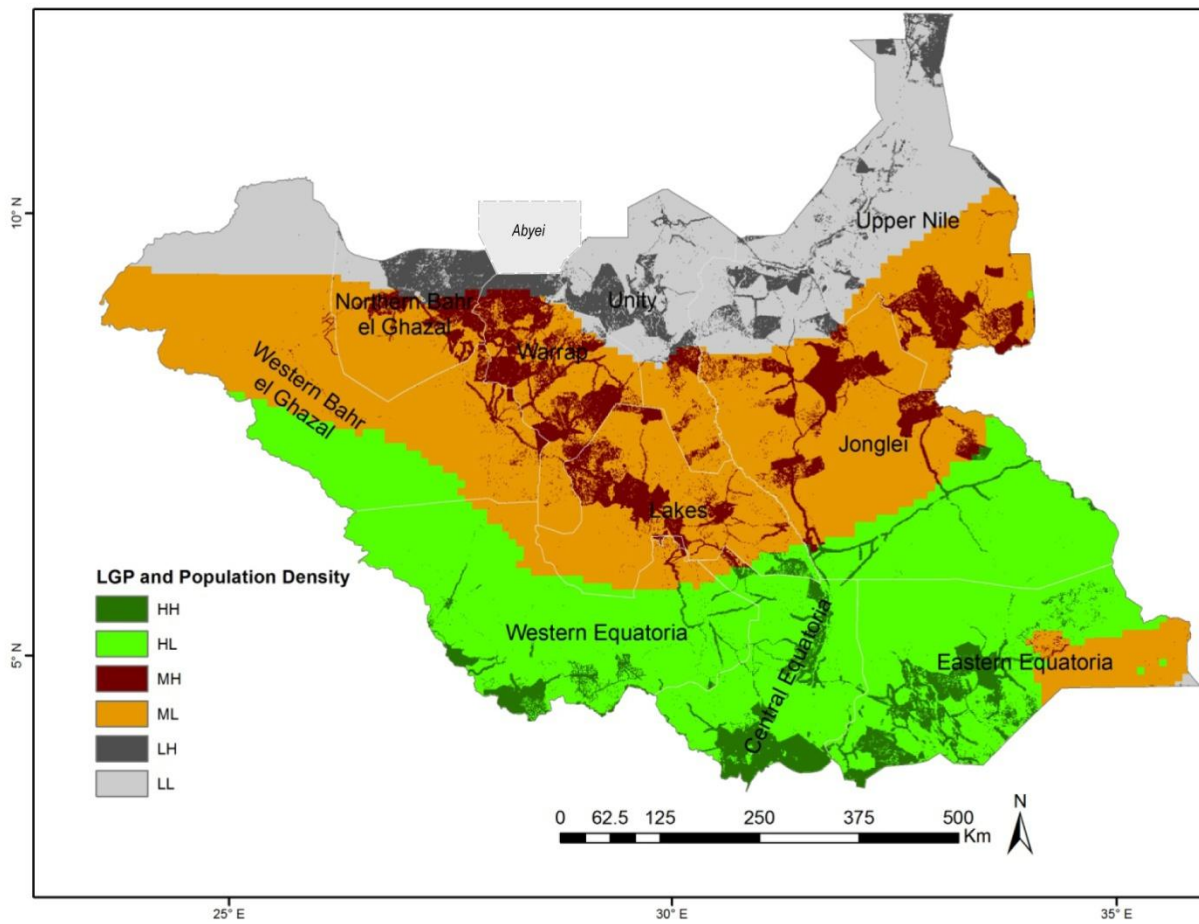 10° N
5° N
Abyei
Upper Nile
Unity
Northern Bahr
el Ghazal
Warrap
Western Bahr
el Ghazal
Jonglei
Lakes
Western Equatoria
Central Equatoria
Eastern Equatoria
LGP and Population Density
HH
HL
MH
ML
LH
LL
0 62.5 125 250 375 500
Km
N
25° E 30° E 35° E